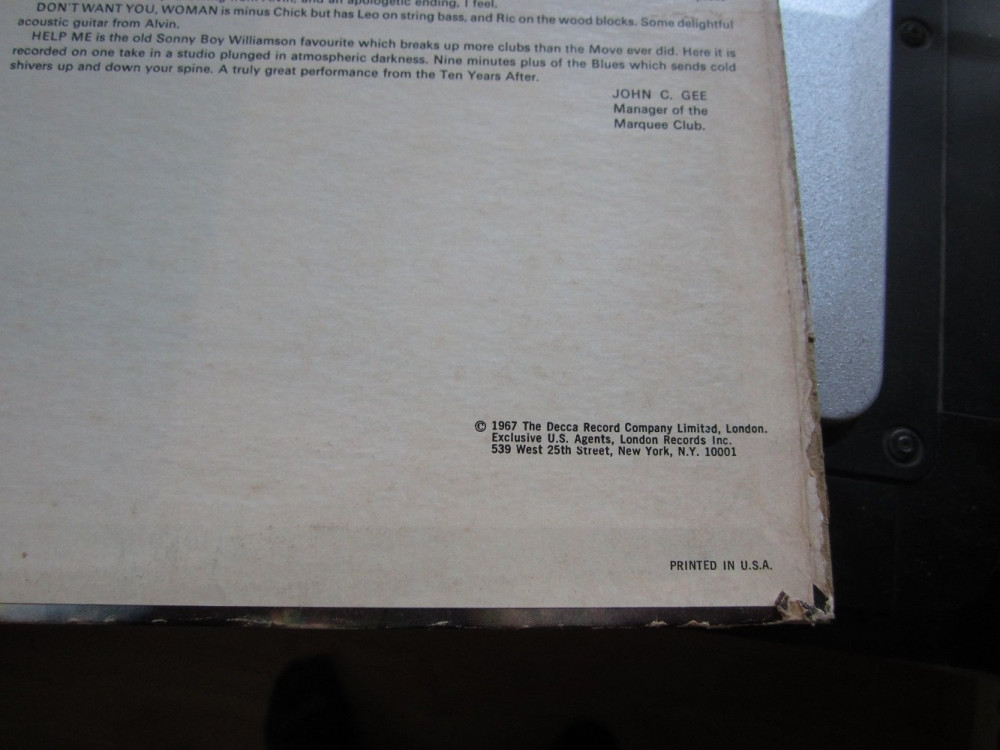 and an apologetic ending, I feel.
DON'T WANT YOU, WOMAN is minus Chick but has Leo on string bass, and Ric on the wood blocks. Some delightful
acoustic guitar from Alvin.
HELP ME is the old Sonny Boy Williamson favourite which breaks up more clubs than the Move ever did. Here it is
recorded on one take in a studio plunged in atmospheric darkness. Nine minutes plus of the Blues which sends cold
shivers up and down your spine. A truly great performance from the Ten Years After.
JOHN C. GEE
Manager of the
Marquee Club.
© 1967 The Decca Record Company Limited, London.
Exclusive U.S. Agents, London Records Inc.
539 West 25th Street, New York, N.Y. 10001
PRINTED IN U.S.A.